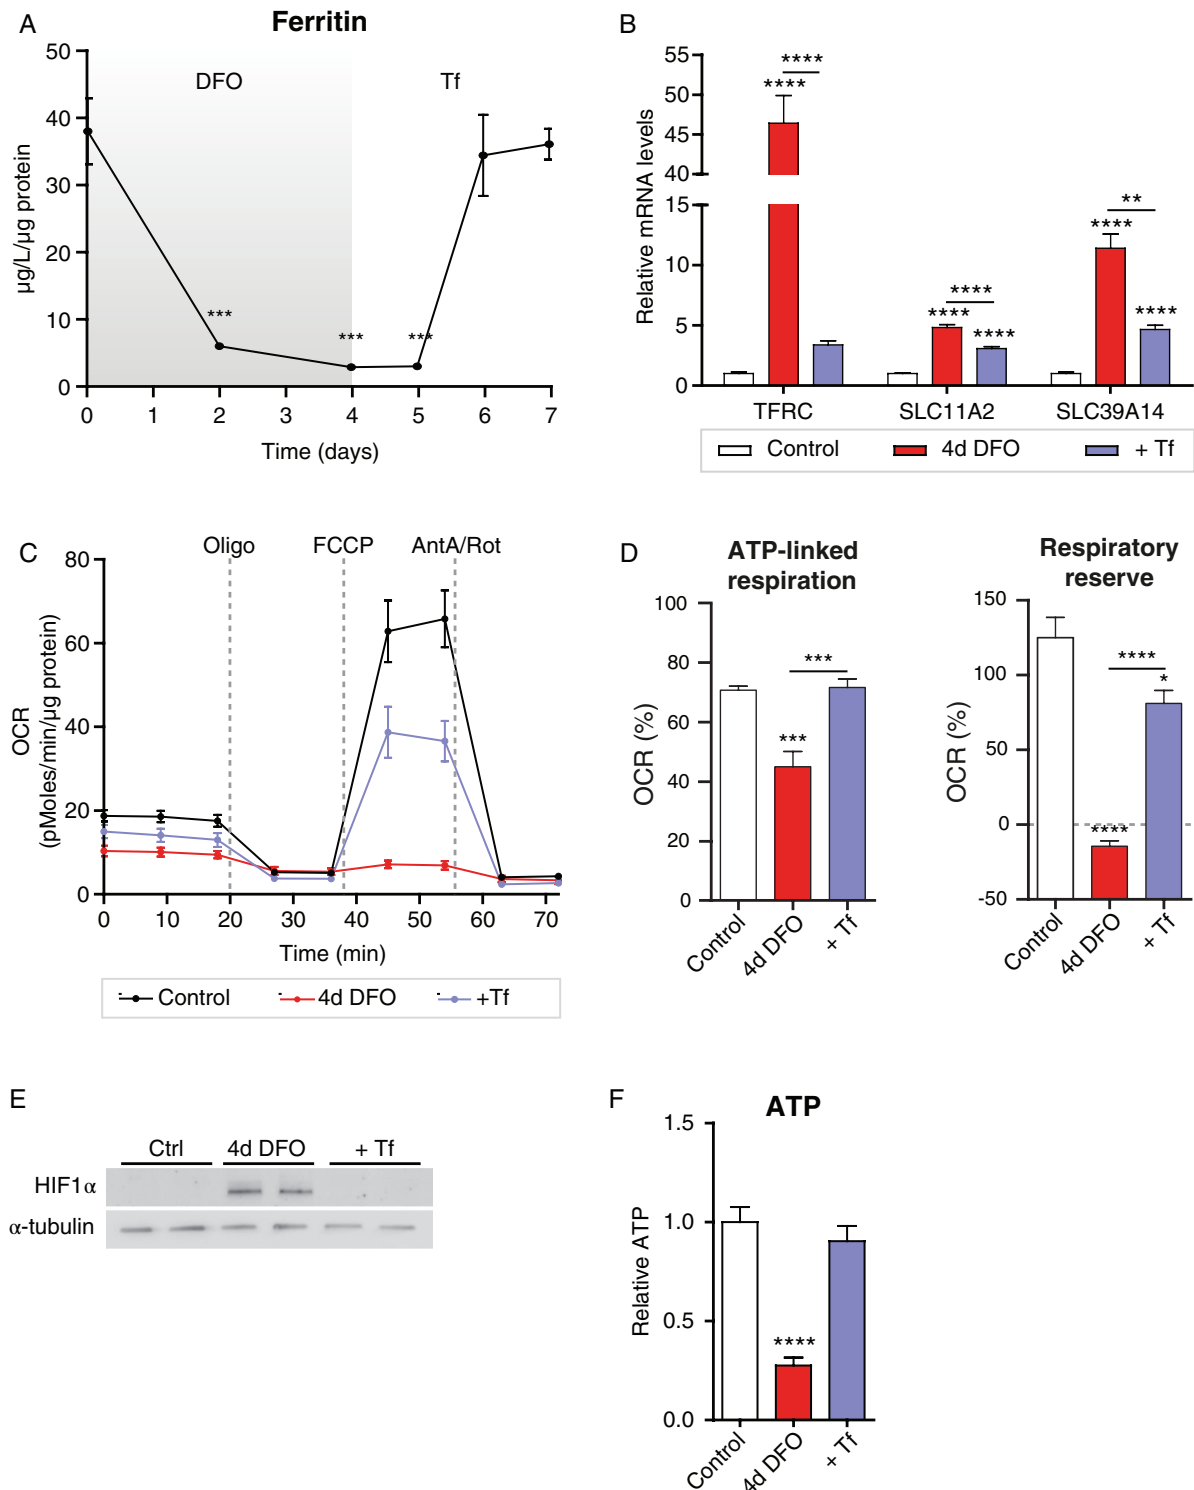 A
Ferritin
50
40
30
20
10
0
µg/L/µg protein
DFO
Tf
***
***
***
0 1 2 3 4 5 6 7
Time (days)
B
55
50
45
40
15
10
5
0
Relative mRNA levels
****
****
****
****
****
**
****
****
TFRC SLC11A2 SLC39A14
Control 4d DFO + Tf
C
Oligo FCCP AntA/Rot
80
60
40
20
0
OCR
(pMoles/min/µg protein)
0 10 20 30 40 50 60 70
Time (min)
Control 4d DFO +Tf
D
ATP-linked
respiration
100
80
60
40
20
0
OCR (%)
***
***
Control 4d DFO + Tf
Respiratory
reserve
150
100
50
0
-50
OCR (%)
****
*
****
Control 4d DFO + Tf
E
Ctrl 4d DFO + Tf
HIF1α
α-tubulin
F
ATP
1.5
1.0
0.5
0.0
Relative ATP
****
Control 4d DFO + Tf